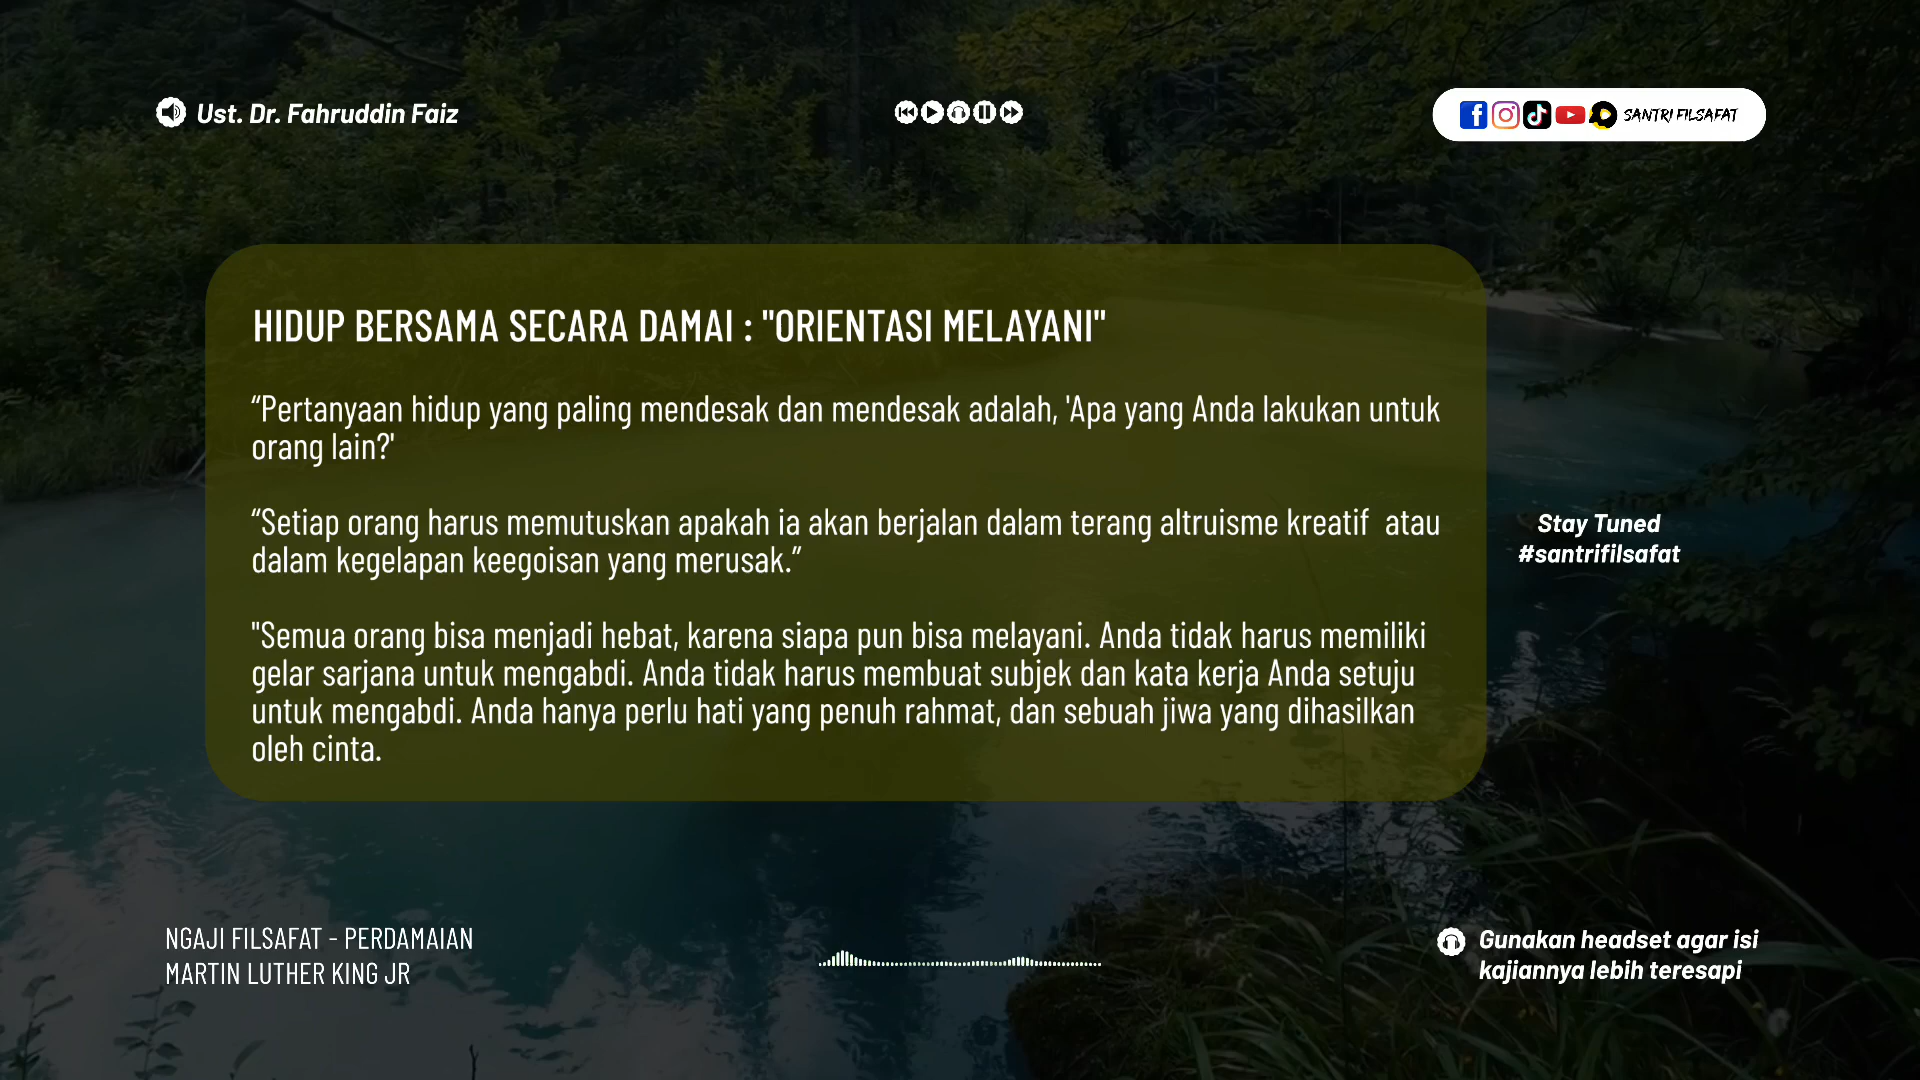 Ust. Dr. Fahruddin Faiz
SANTRI FILSAFAT
HIDUP BERSAMA SECARA DAMAI : "ORIENTASI MELAYANI"
“Pertanyaan hidup yang paling mendesak dan mendesak adalah, 'Apa yang Anda lakukan untuk
orang lain?'
“Setiap orang harus memutuskan apakah ia akan berjalan dalam terang altruisme kreatif  atau
dalam kegelapan keegoisan yang merusak.”
"Semua orang bisa menjadi hebat, karena siapa pun bisa melayani. Anda tidak harus memiliki
gelar sarjana untuk mengabdi. Anda tidak harus membuat subjek dan kata kerja Anda setuju
untuk mengabdi. Anda hanya perlu hati yang penuh rahmat, dan sebuah jiwa yang dihasilkan
oleh cinta.
Stay Tuned
#santrifilsafat
NGAJI FILSAFAT - PERDAMAIAN
MARTIN LUTHER KING JR
Gunakan headset agar isi
kajiannya lebih teresapi